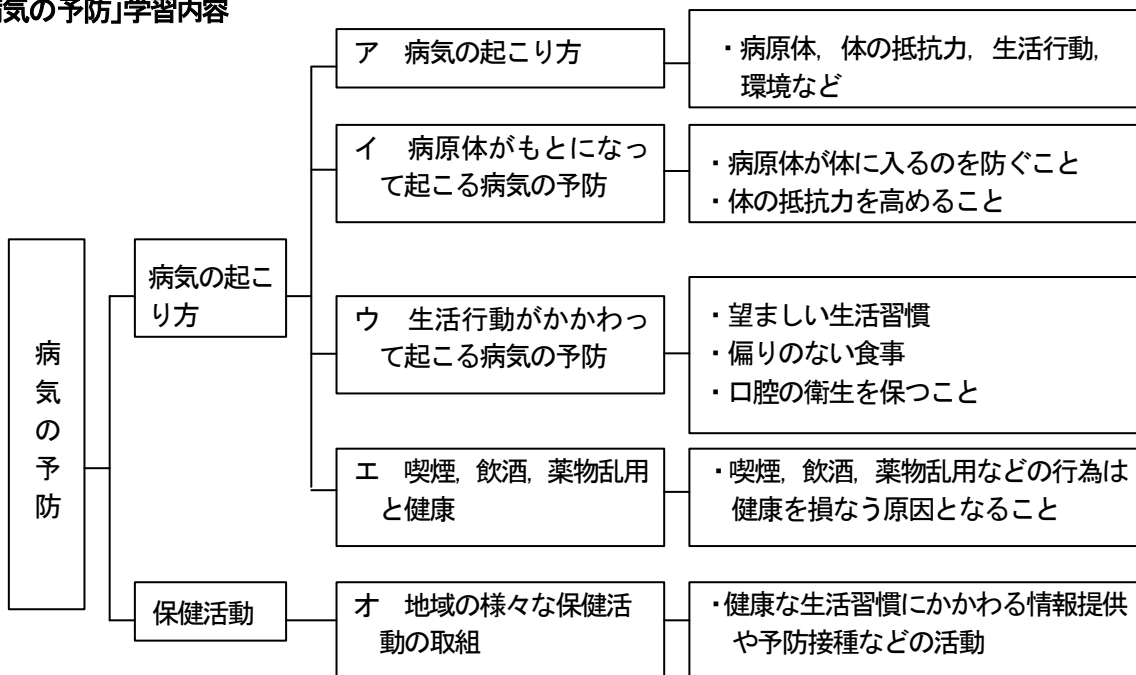 病気の予防」学習内容
ア 病気の起こり方
・病原体，体の抵抗力，生活行動，
環境など
イ 病原体がもとになっ
て起こる病気の予防
・病原体が体に入るのを防ぐこと
・体の抵抗力を高めること
病気の起こ
り方
ウ 生活行動がかかわっ
て起こる病気の予防
・望ましい生活習慣
・偏りのない食事
・口腔の衛生を保つこと
病気の予防
エ 喫煙，飲酒，薬物乱用
と健康
・喫煙，飲酒，薬物乱用などの行為は
健康を損なう原因となること
保健活動
オ 地域の様々な保健活
動の取組
・健康な生活習慣にかかわる情報提供
や予防接種などの活動